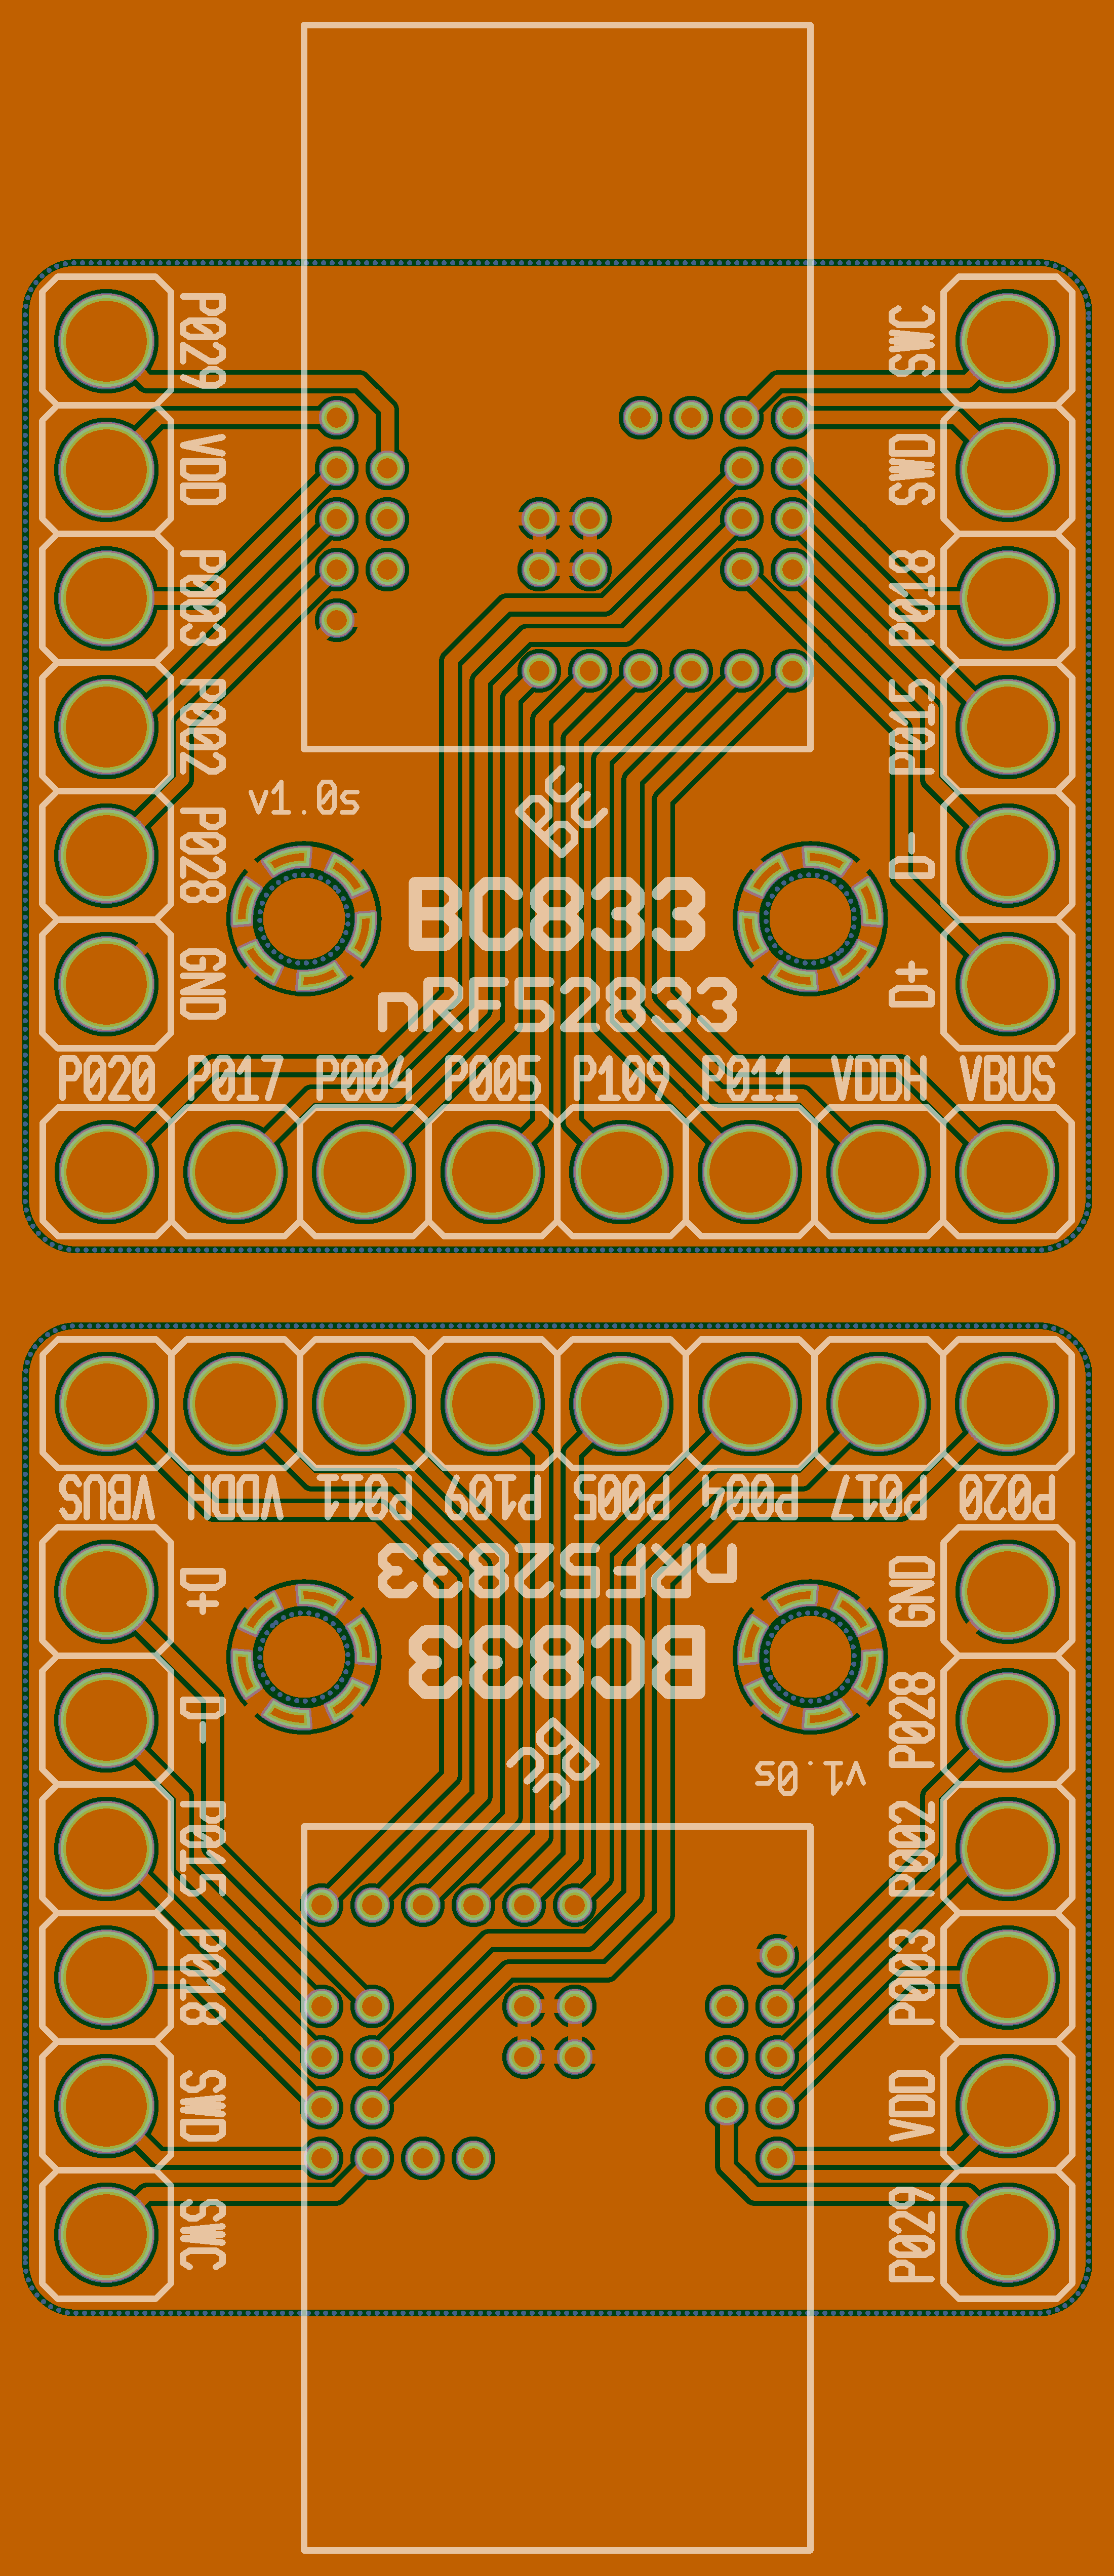 P029
SWC
VDD
SWD
P003
P018
P002
P015
v1.0s
BC
P028
D-
BC833
GND
D+
nRF52833
P020 P017 P004 P005 P109 P011 VDDH VBUS
VBUS VDDH P011 P109 P005 P004 P017 P020
D+
nRF52833
GND
D-
BC833
P028
BC
v1.0s
P015
P002
P018
P003
SWD
VDD
SWC
P029